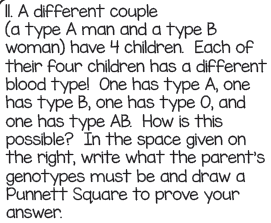 11. A different couple
(a type A man and a type B
woman) have 4 children.  Each of
their four children has a different
blood type!  One has type A, one
has type B, one has type O, and
one has type AB.  How is this
possible?  In the space given on
the right, write what the parent's
genotypes must be and draw a
Punnett Square to prove your
answer.